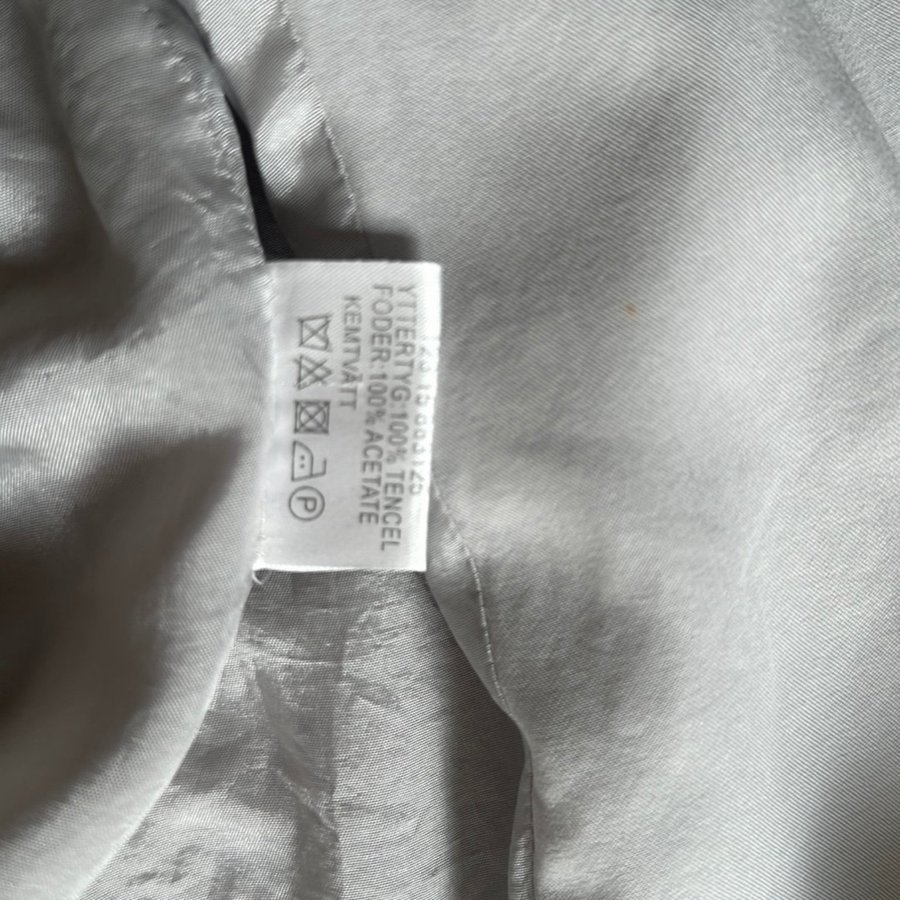 YTTERTYG:100% TENCEL
FODER:100% ACETATE
KEMTVÄTT
P